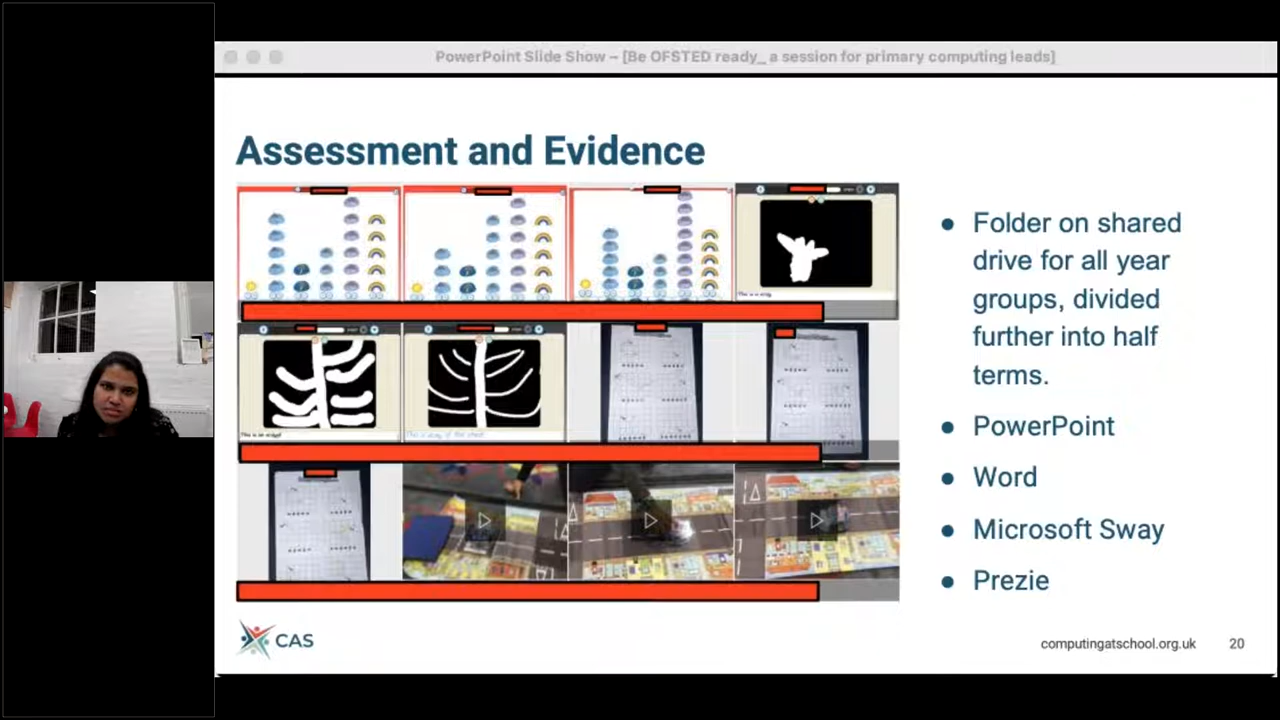 PowerPoint Slide Show – [Be OFSTED ready_ a session for primary computing leads]
Assessment and Evidence
● Folder on shared
drive for all year
groups, divided
further into half
terms.
● PowerPoint
● Word
● Microsoft Sway
● Prezie
CAS
computingatschool.org.uk
20